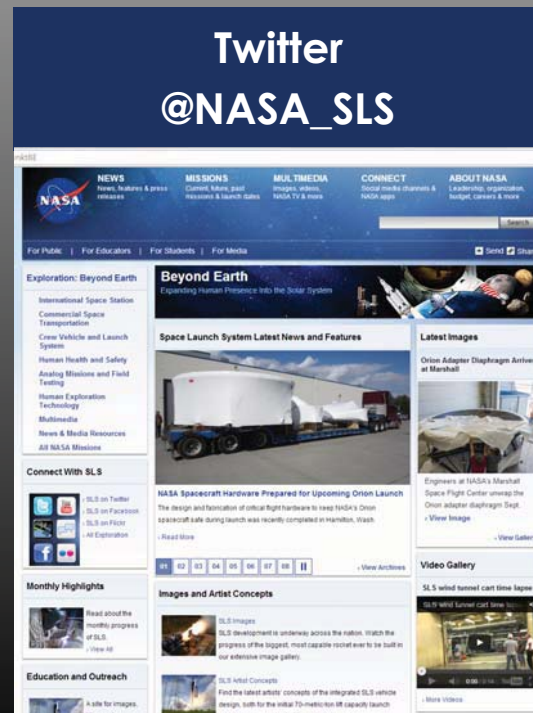 Twitter
@NASA_SLS
NASA
NEWS
News, features & press
releases
MISSIONS
Current, future, past
missions & launch dates
MULTIMEDIA
Images, videos,
NASA TV & more
CONNECT
Social media channels &
NASA apps
ABOUT NASA
Leadership, organization,
budget, careers & more
Search
For Public | For Educators | For Students | For Media
Send Shar
Exploration: Beyond Earth
International Space Station
Commercial Space
Transportation
Crew Vehicle and Launch
System
Human Health and Safety
Analog Missions and Field
Testing
Human Exploration
Technology
Multimedia
News & Media Resources
All NASA Missions
Connect With SLS
› SLS on Twitter
› SLS on Facebook
› SLS on Flickr
› All Exploration
Monthly Highlights
Read about the
monthly progress
of SLS.
› View All
Education and Outreach
A site for images,
Beyond Earth
Expanding Human Presence Into the Solar System
Space Launch System Latest News and Features
NASA Spacecraft Hardware Prepared for Upcoming Orion Launch
The design and fabrication of critical flight hardware to keep NASA's Orion
spacecraft safe during launch was recently completed in Hamilton, Wash
› Read More
01 02 03 04 05 06 07 08
› View Archives
Images and Artist Concepts
SLS Images
SLS development is underway across the nation. Watch the
progress of the biggest, most capable rocket ever to be built in
our extensive image gallery.
SLS Artist Concepts
Find the latest artists' concepts of the integrated SLS vehicle
design, both for the initial 70-metric-ton lift capacity launch
Latest Images
Orion Adapter Diaphragm Arrive
at Marshall
Engineers at NASA's Marshall
Space Flight Center unwrap the
Orion adapter diaphragm Sept.
› View Image
› View Galler
Video Gallery
SLS wind tunnel cart time lapse
SLS wind tunnel cart time
› More Videos